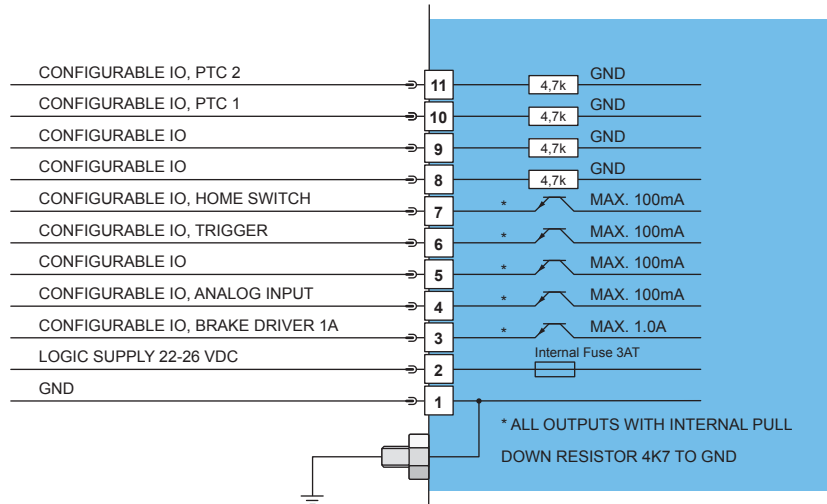 CONFIGURABLE IO, PTC 2 11 4,7k GND
CONFIGURABLE IO, PTC 1 10 4,7k GND
CONFIGURABLE IO 9 4,7k GND
CONFIGURABLE IO 8 4,7k GND
CONFIGURABLE IO, HOME SWITCH 7 * MAX. 100mA
CONFIGURABLE IO, TRIGGER 6 * MAX. 100mA
CONFIGURABLE IO 5 * MAX. 100mA
CONFIGURABLE IO, ANALOG INPUT 4 * MAX. 100mA
CONFIGURABLE IO, BRAKE DRIVER 1A 3 * MAX. 1.0A
LOGIC SUPPLY 22-26 VDC 2 Internal Fuse 3AT
GND 1
* ALL OUTPUTS WITH INTERNAL PULL
DOWN RESISTOR 4K7 TO GND